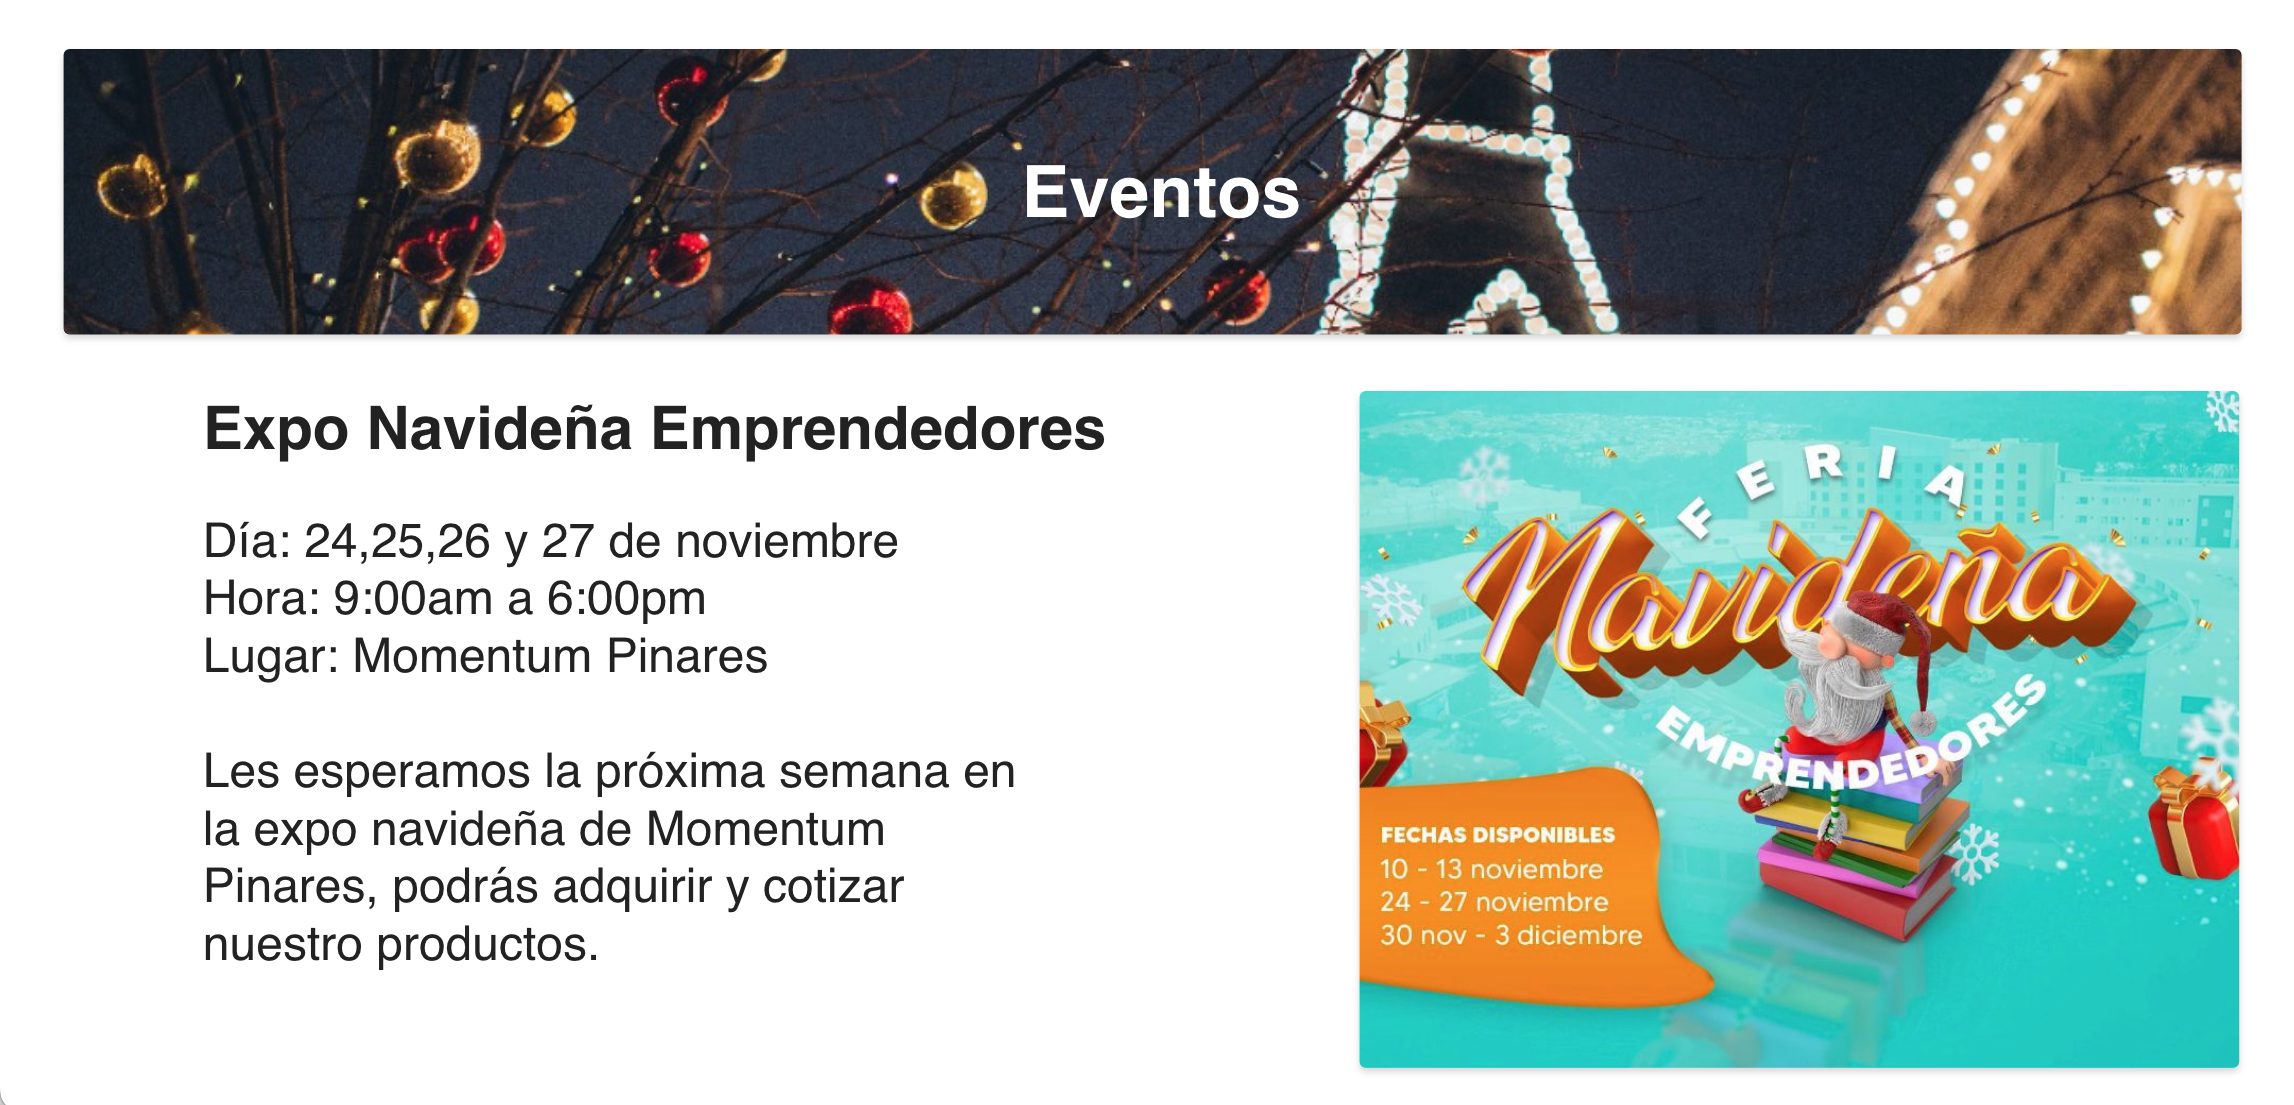 Eventos
Expo Navideña Emprendedores
Día: 24,25,26 y 27 de noviembre
Hora: 9:00am a 6:00pm
Lugar: Momentum Pinares
Les esperamos la próxima semana en
la expo navideña de Momentum
Pinares, podrás adquirir y cotizar
nuestro productos.
FERIA
Navideña
EMPRENDEDORES
FECHAS DISPONIBLES
10 - 13 noviembre
24 - 27 noviembre
30 nov - 3 diciembre